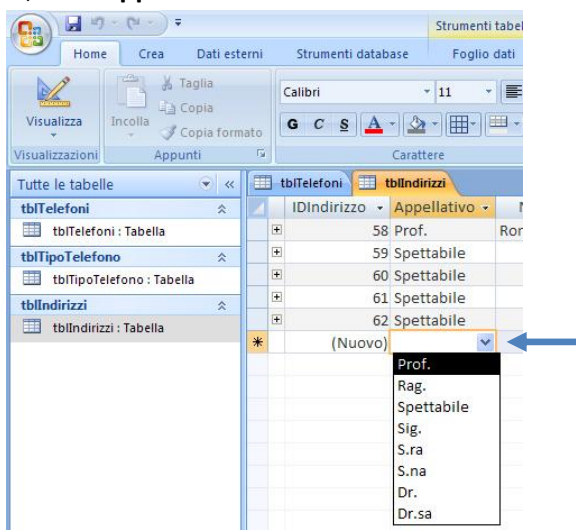 Strumenti tabel
Home Crea Dati esterni Strumenti database Foglio dati
Visualizza
Visualizzazioni
Incolla
Taglia
Copia
Copia formato
Appunti
Calibri 11
G C S A
Carattere
Tutte le tabelle
tblTelefoni
tblTelefoni : Tabella
tblTipoTelefono
tblTipoTelefono : Tabella
tblIndirizzi
tblIndirizzi : Tabella
tblTelefoni tblIndirizzi
IDIndirizzo Appellativo
58 Prof.
59 Spettabile
60 Spettabile
61 Spettabile
62 Spettabile
(Nuovo)
Prof.
Rag.
Spettabile
Sig.
S.ra
S.na
Dr.
Dr.sa